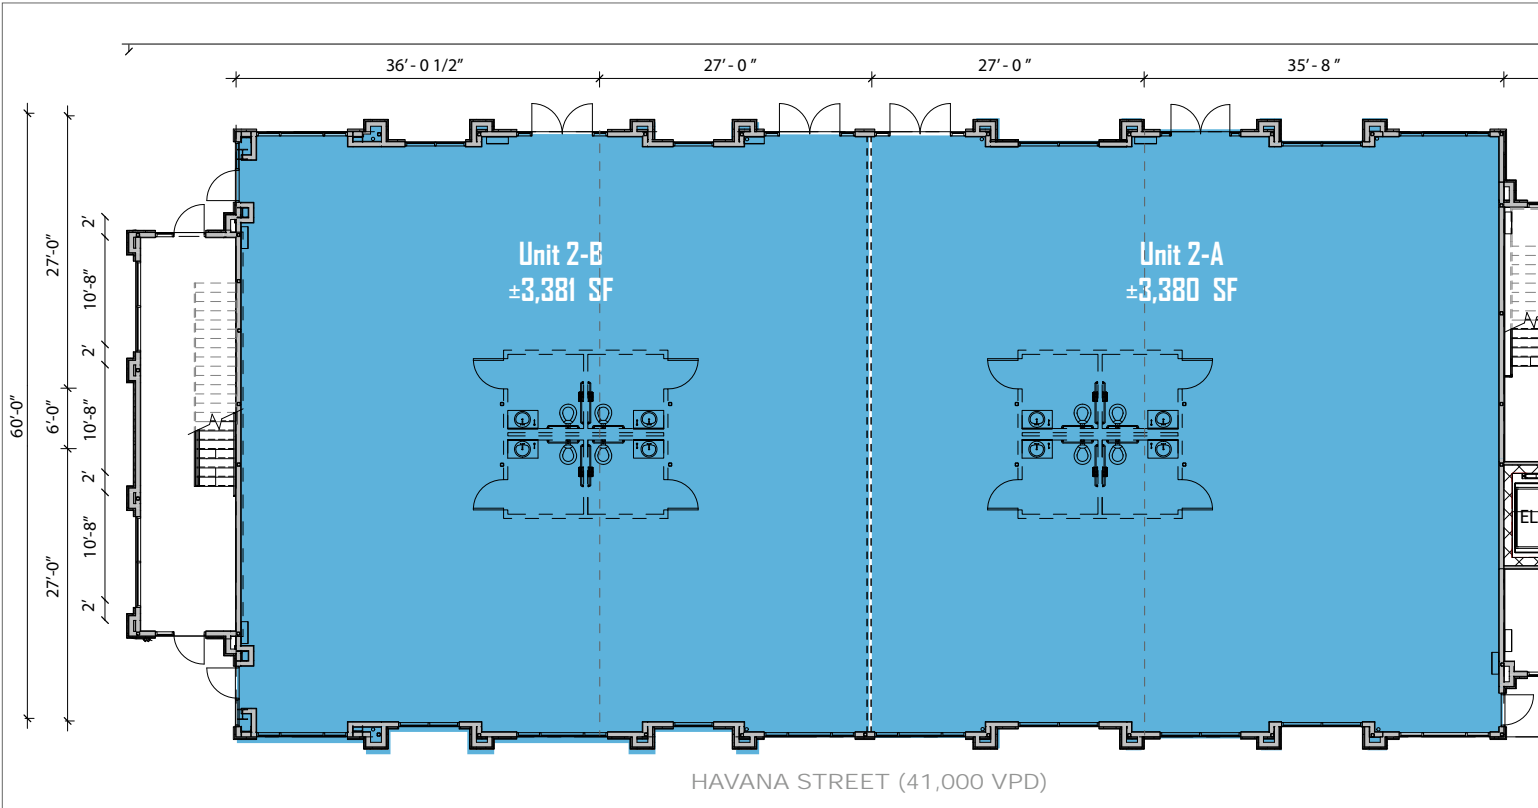 36'- 0 1/2"
27'- 0"
27'- 0"
35'- 8"
60'-0"
27'-0"
6'-0"
27'-0"
2'
10'-8"
2'
10'-8"
2'
10'-8"
2'
Unit 2-B
±3,381 SF
Unit 2-A
±3,380 SF
EL
HAVANA STREET (41,000 VPD)